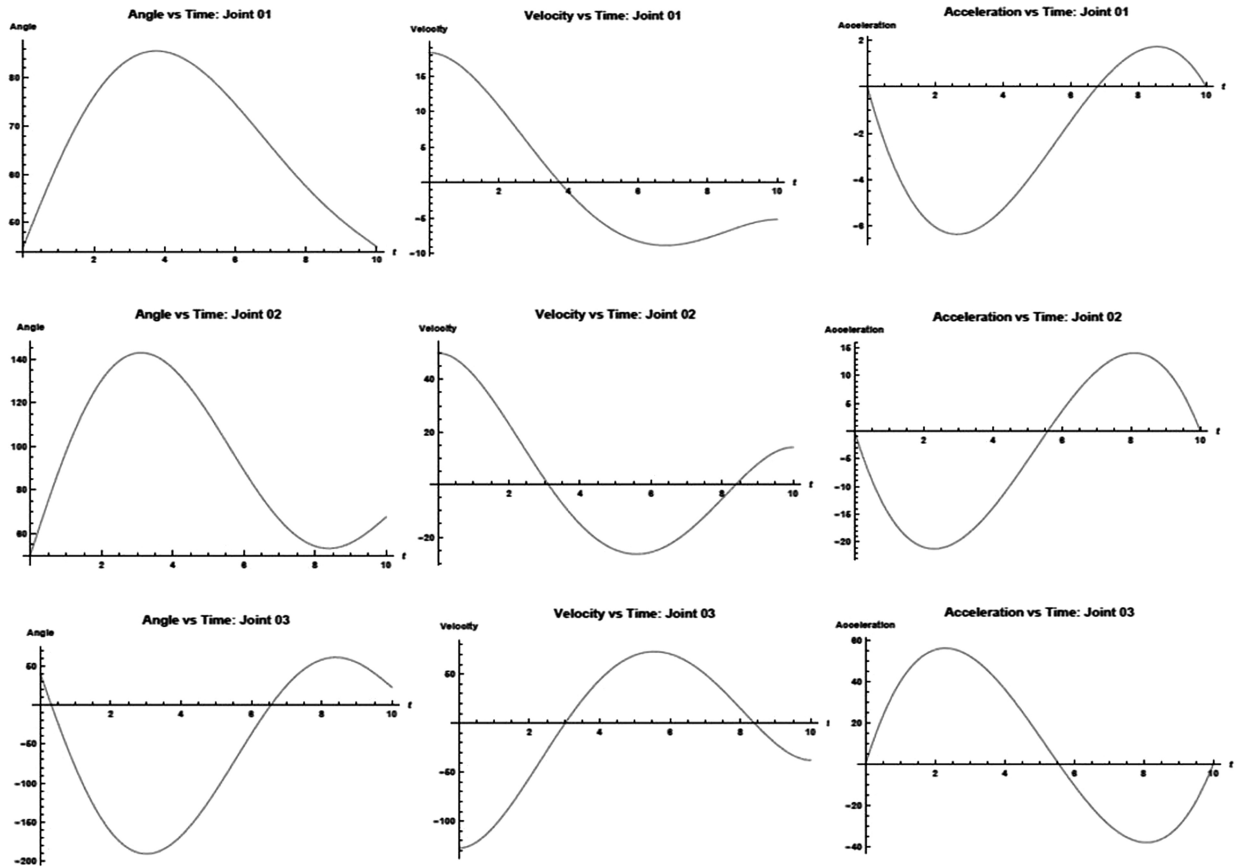 Angle vs Time: Joint 01
Angle
80
70
60
50
2 4 6 8 10 t
Velocity vs Time: Joint 01
Velocity
15
10
5
2 4 6 8 10 t
−5
−10
Acceleration vs Time: Joint 01
Acceleration
2
2 4 6 8 10 t
−2
−4
−6
Angle vs Time: Joint 02
Angle
140
120
100
80
60
2 4 6 8 10 t
Velocity vs Time: Joint 02
Velocity
40
20
2 4 6 8 10 t
−20
Acceleration vs Time: Joint 02
Acceleration
15
10
5
2 4 6 8 10 t
−5
−10
−15
−20
Angle vs Time: Joint 03
Angle
50
2 4 6 8 10 t
−50
−100
−150
−200
Velocity vs Time: Joint 03
Velocity
50
2 4 6 8 10 t
−50
−100
Acceleration vs Time: Joint 03
Acceleration
60
40
20
2 4 6 8 10 t
−20
−40